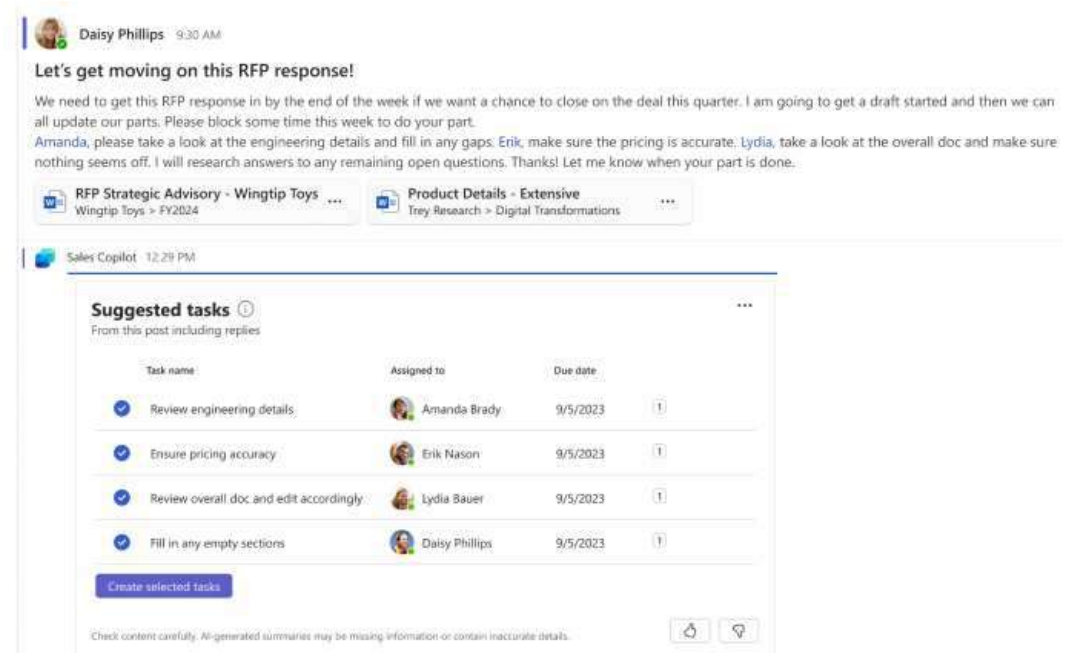 Daisy Phillips 9:30 AM
Let's get moving on this RFP response!
We need to get this RFP response in by the end of the week if we want a chance to close on the deal this quarter. I am going to get a draft started and then we can
all update our parts. Please block some time this week to do your part.
Amanda, please take a look at the engineering details and fill in any gaps. Erik, make sure the pricing is accurate. Lydia, take a look at the overall doc and make sure
nothing seems off. I will research answers to any remaining open questions. Thanks! Let me know when your part is done.
RFP Strategic Advisory - Wingtip Toys ...
Wingtip Toys > FY2024
Product Details - Extensive ...
Trey Research > Digital Transformations
Sales Copilot 12:29 PM
Suggested tasks ...
From this post including replies
Task name Assigned to Due date
Review engineering details Amanda Brady 9/5/2023 1
Ensure pricing accuracy Erik Nason 9/5/2023 1
Review overall doc and edit accordingly Lydia Bauer 9/5/2023 1
Fill in any empty sections Daisy Phillips 9/5/2023 1
Create selected tasks
Check content carefully. AI-generated summaries may be missing information or contain inaccurate details.